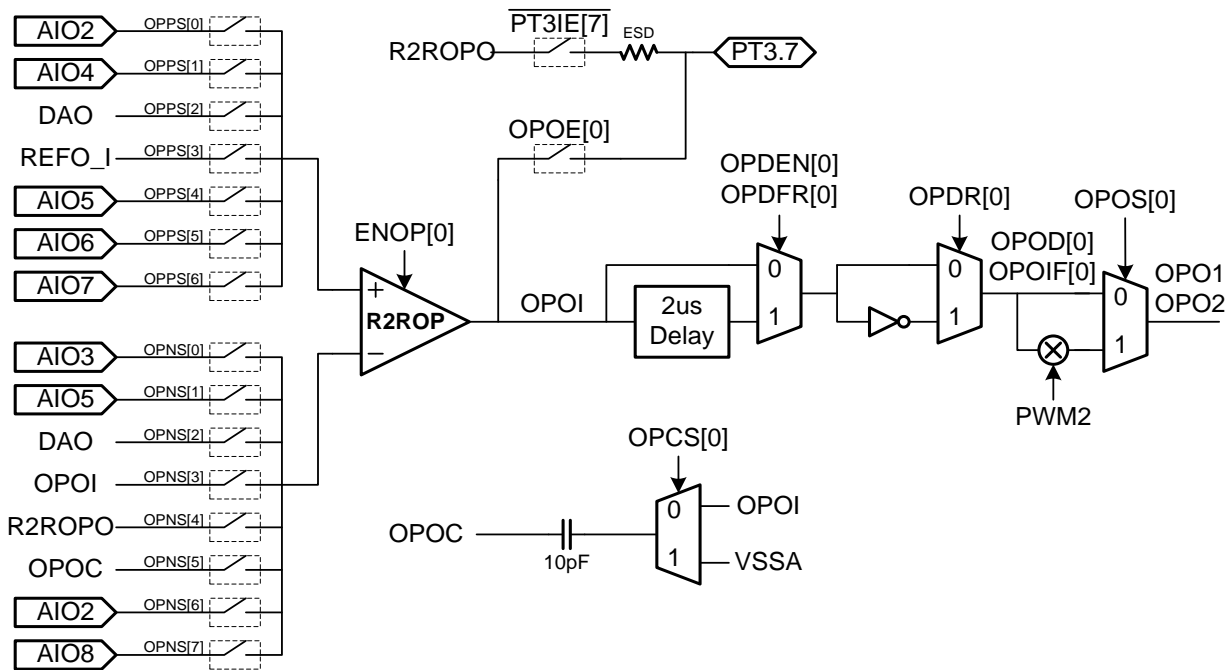 AIO2 OPPS[0]
AIO4 OPPS[1]
DAO OPPS[2]
REFO_I OPPS[3]
AIO5 OPPS[4]
AIO6 OPPS[5]
AIO7 OPPS[6]
AIO3 OPNS[0]
AIO5 OPNS[1]
DAO OPNS[2]
OPOI OPNS[3]
R2ROPO OPNS[4]
OPOC OPNS[5]
AIO2 OPNS[6]
AIO8 OPNS[7]
PT3IE[7]
R2ROPO
ESD
PT3.7
OPOE[0]
ENOP[0]
+
R2ROP
−
OPOI
2us
Delay
OPDEN[0]
OPDFR[0]
0
1
OPDR[0]
0
1
OPOD[0]
OPOIF[0]
PWM2
OPOS[0]
0
1
OPO1
OPO2
OPCS[0]
OPOC
10pF
0
1
OPOI
VSSA